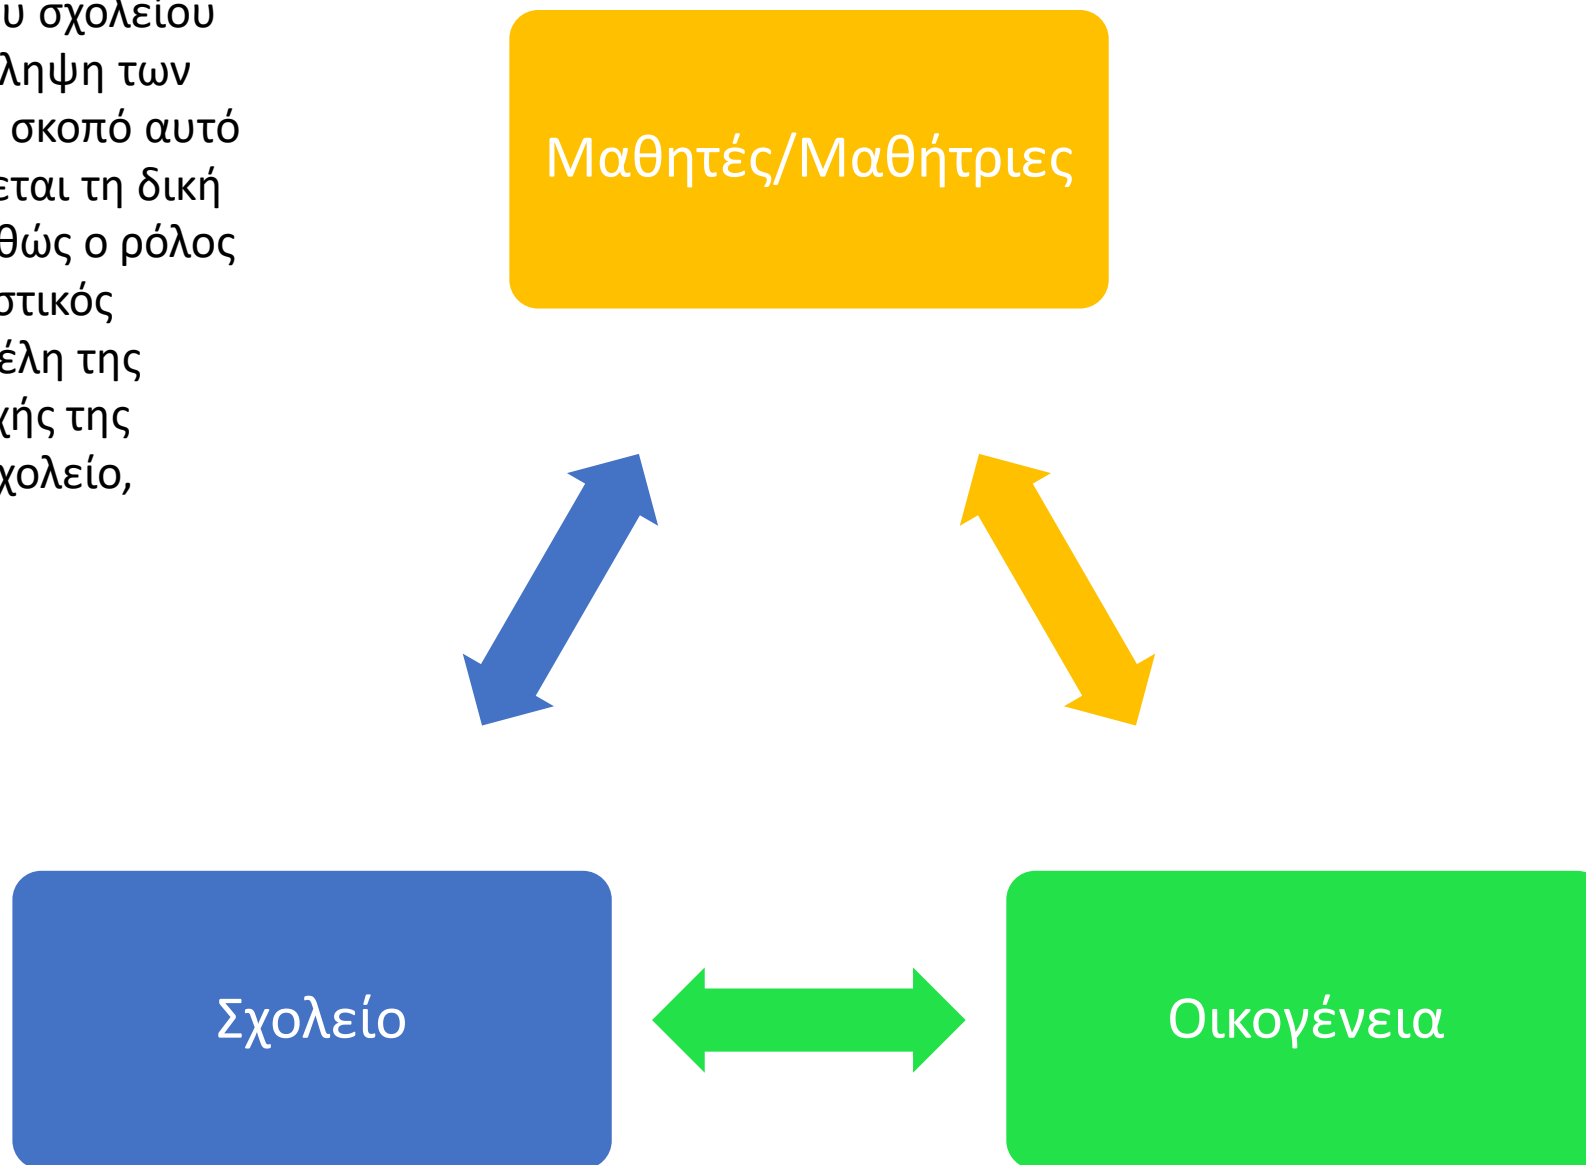 υ σχολείου
ληψη των
σκοπό αυτό
εται τη δική
θώς ο ρόλος
στικός
έλη της
χής της
χολείο,
Μαθητές/Μαθήτριες
Σχολείο
Οικογένεια